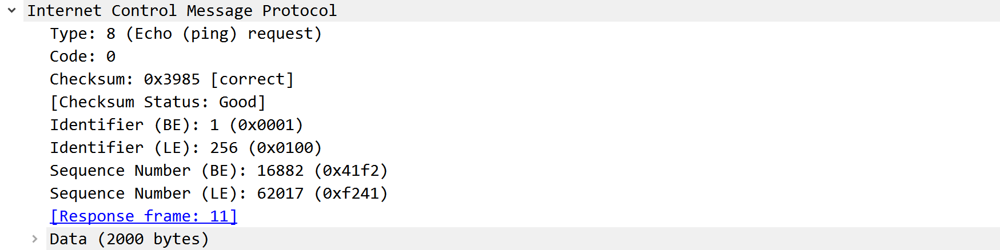 Internet Control Message Protocol
Type: 8 (Echo (ping) request)
Code: 0
Checksum: 0x3985 [correct]
[Checksum Status: Good]
Identifier (BE): 1 (0x0001)
Identifier (LE): 256 (0x0100)
Sequence Number (BE): 16882 (0x41f2)
Sequence Number (LE): 62017 (0xf241)
[Response frame: 11]
Data (2000 bytes)